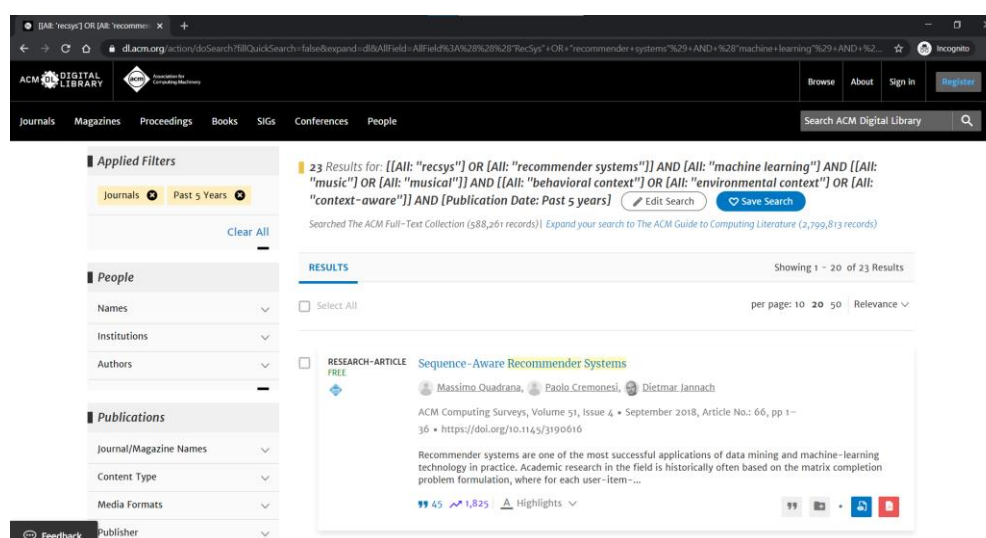 [[All: "recsys"] OR [All: "recommen
dl.acm.org/action/doSearch?fillQuickSearch=false&expand=dl&AllField=AllField%3A%28%28%28"RecSys"+OR+"recommender+systems"%29+AND+%28"machine+learning"%29+AND+%2...
Incognito
ACM DL DIGITAL LIBRARY
acm Association for Computing Machinery
Browse About Sign in Register
Journals Magazines Proceedings Books SIGs Conferences People
Search ACM Digital Library
Applied Filters
Journals Past 5 Years
Clear All
People
Names
Institutions
Authors
Publications
Journal/Magazine Names
Content Type
Media Formats
Publisher
Feedback
23 Results for: [[All: "recsys"] OR [All: "recommender systems"]] AND [All: "machine learning"] AND [[All:
"music"] OR [All: "musical"]] AND [[All: "behavioral context"] OR [All: "environmental context"] OR [All:
"context-aware"]] AND [Publication Date: Past 5 years] Edit Search Save Search
Searched The ACM Full-Text Collection (588,261 records)| Expand your search to The ACM Guide to Computing Literature (2,799,813 records)
RESULTS Showing 1 - 20 of 23 Results
Select All per page: 10 20 50 Relevance
RESEARCH-ARTICLE
FREE
Sequence-Aware Recommender Systems
Massimo Quadrana, Paolo Cremonesi, Dietmar Jannach
ACM Computing Surveys, Volume 51, Issue 4 • September 2018, Article No.: 66, pp 1–
36 • https://doi.org/10.1145/3190616
Recommender systems are one of the most successful applications of data mining and machine-learning
technology in practice. Academic research in the field is historically often based on the matrix completion
problem formulation, where for each user-item-...
45 1,825 A Highlights